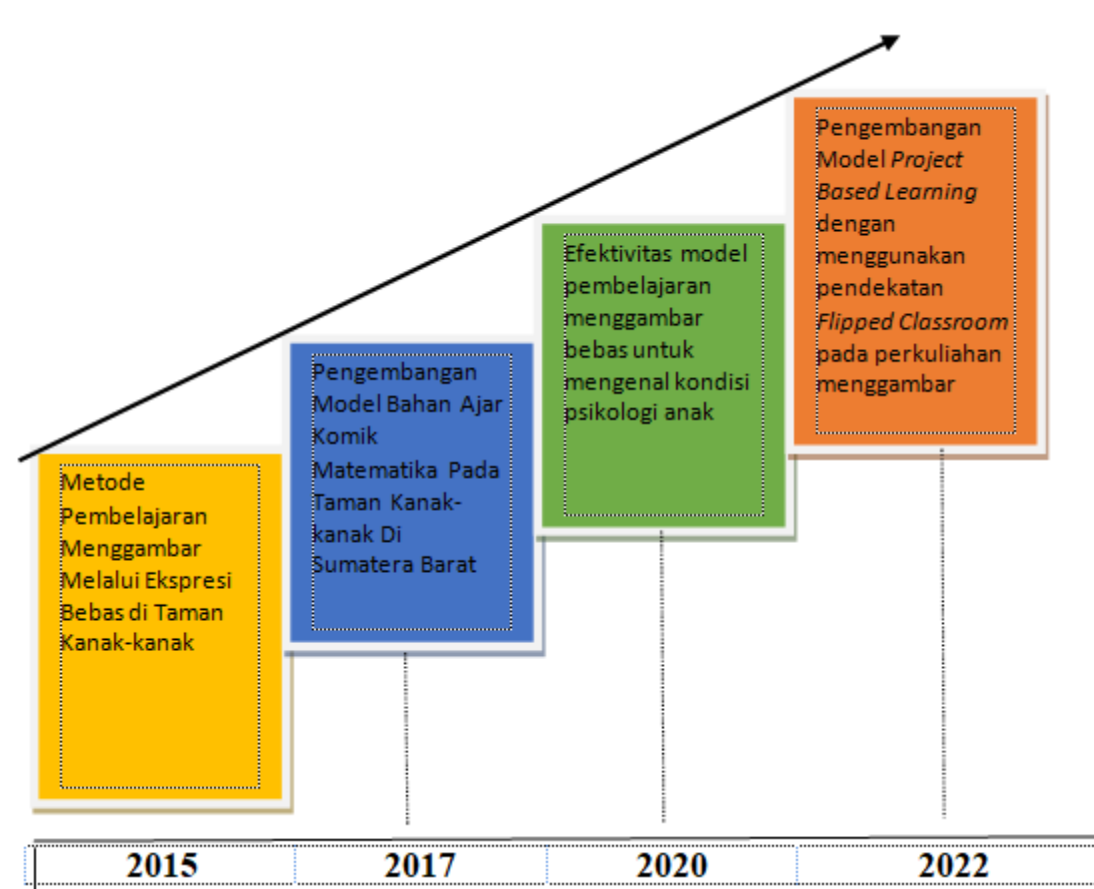 Metode
Pembelajaran
Menggambar
Melalui Ekspresi
Bebas di Taman
Kanak-kanak
Pengembangan
Model Bahan Ajar
Komik
Matematika Pada
Taman Kanak-
kanak Di
Sumatera Barat
Efektivitas model
pembelajaran
menggambar
bebas untuk
mengenal kondisi
psikologi anak
Pengembangan
Model Project
Based Learning
dengan
menggunakan
pendekatan
Flipped Classroom
pada perkuliahan
menggambar
2015 2017 2020 2022